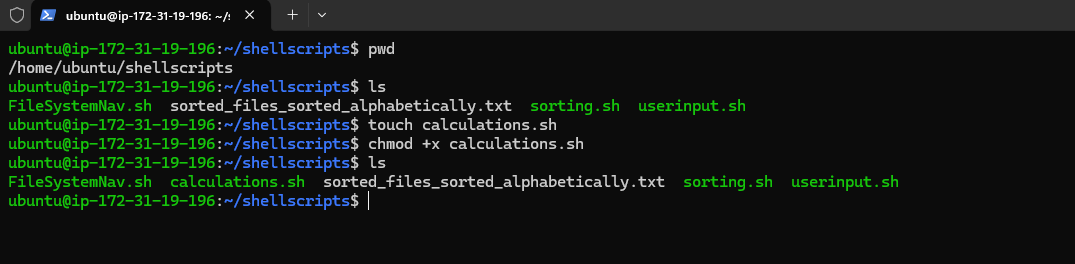 ubuntu@ip-172-31-19-196: ~/s
ubuntu@ip-172-31-19-196:~/shellscripts$ pwd
/home/ubuntu/shellscripts
ubuntu@ip-172-31-19-196:~/shellscripts$ ls
FileSystemNav.sh  sorted_files_sorted_alphabetically.txt  sorting.sh  userinput.sh
ubuntu@ip-172-31-19-196:~/shellscripts$ touch calculations.sh
ubuntu@ip-172-31-19-196:~/shellscripts$ chmod +x calculations.sh
ubuntu@ip-172-31-19-196:~/shellscripts$ ls
FileSystemNav.sh  calculations.sh  sorted_files_sorted_alphabetically.txt  sorting.sh  userinput.sh
ubuntu@ip-172-31-19-196:~/shellscripts$